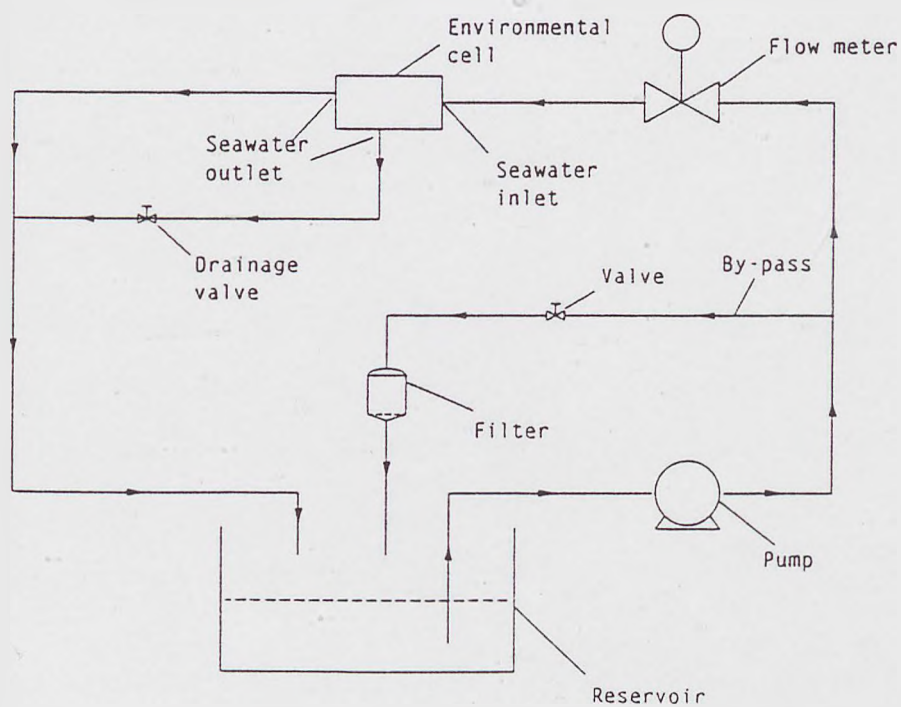 Environmental
cell
Flow meter
Seawater
outlet
Seawater
inlet
Drainage
valve
Valve
By-pass
Filter
Pump
Reservoir